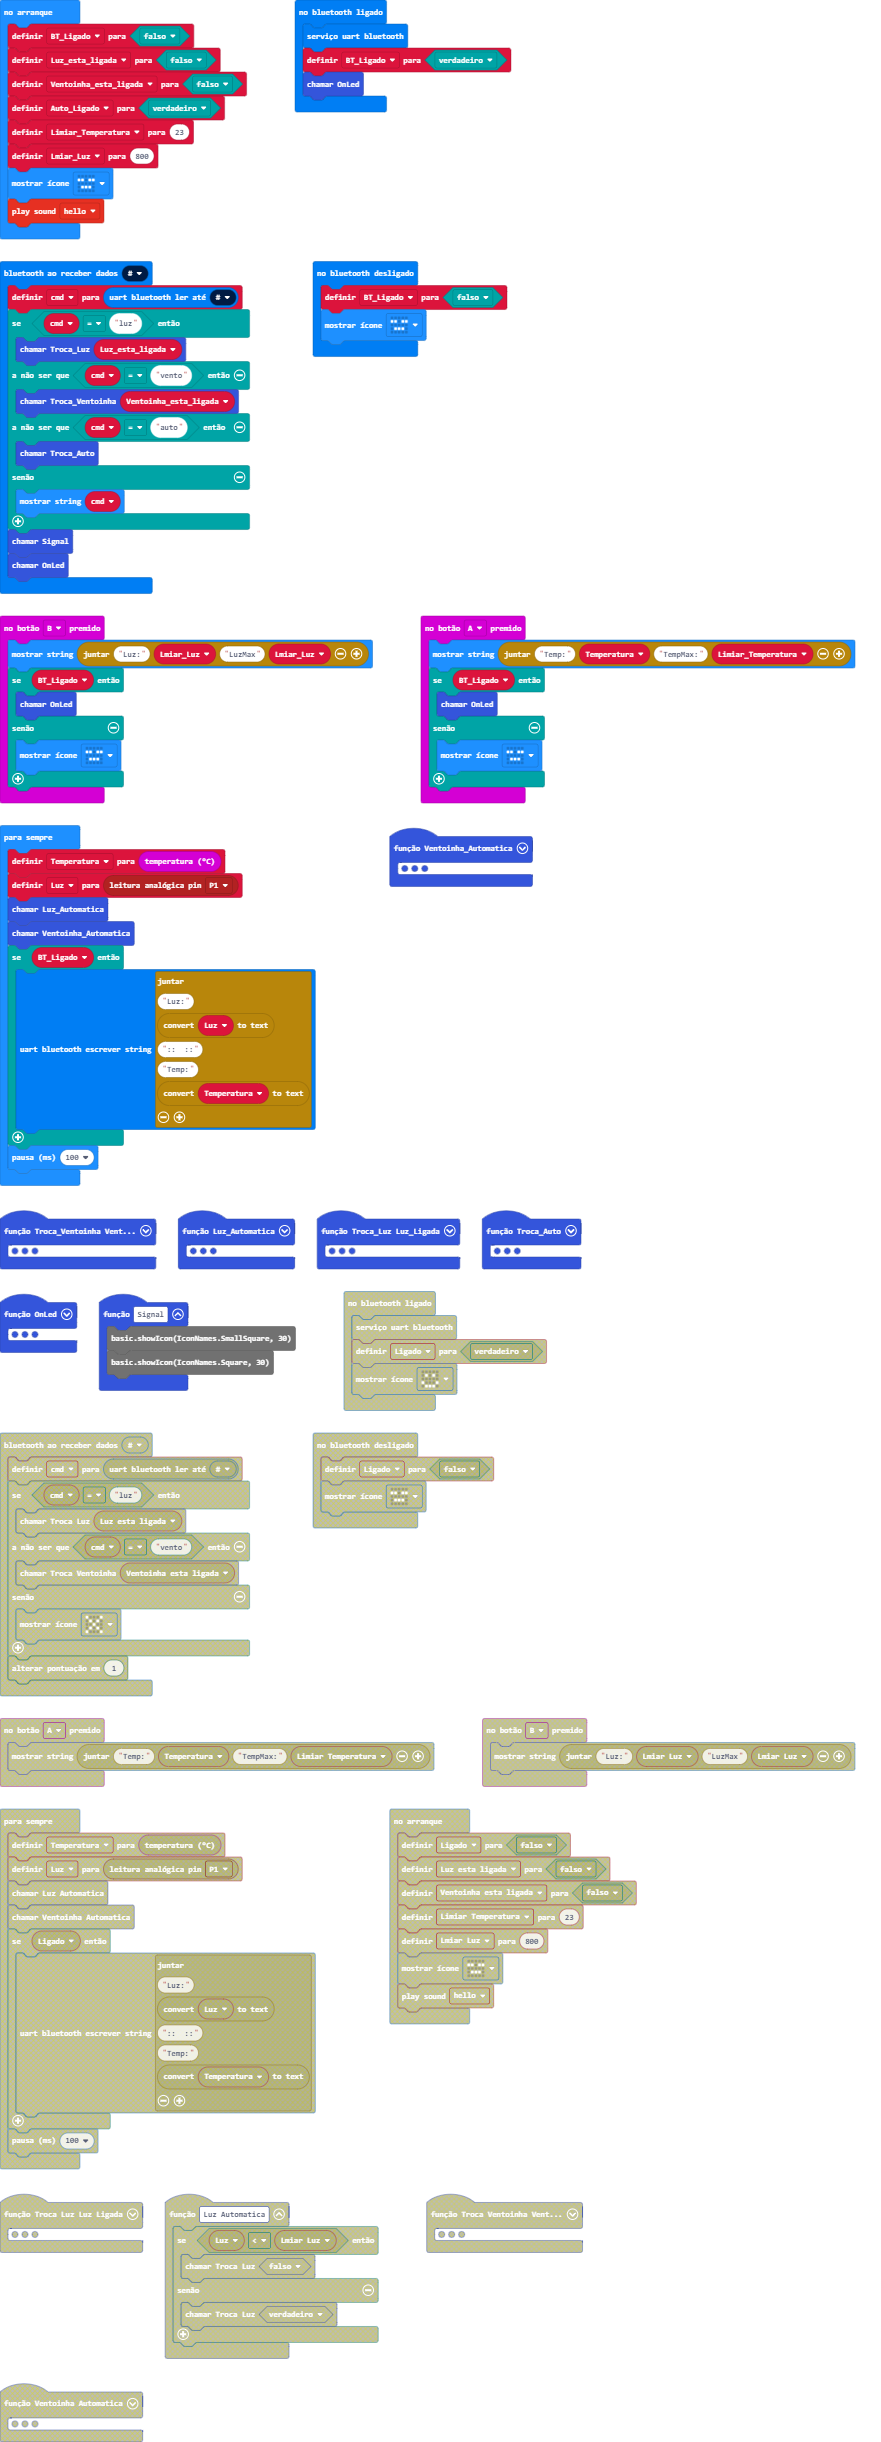 no arranque
definir BT_Ligado para falso
definir Luz_esta_ligada para falso
definir Ventoinha_esta_ligada para falso
definir Auto_Ligado para verdadeiro
definir Limiar_Temperatura para 23
definir Lmiar_Luz para 800
mostrar ícone
play sound hello
no bluetooth ligado
serviço uart bluetooth
definir BT_Ligado para verdadeiro
chamar OnLed
bluetooth ao receber dados #
definir cmd para uart bluetooth ler até #
se cmd = "luz" então
chamar Troca_Luz Luz_esta_ligada
a não ser que cmd = "vento" então
chamar Troca_Ventoinha Ventoinha_esta_ligada
a não ser que cmd = "auto" então
chamar Troca_Auto
senão
mostrar string cmd
chamar Signal
chamar OnLed
no bluetooth desligado
definir BT_Ligado para falso
mostrar ícone
no botão B premido
mostrar string juntar "Luz:" Lmiar_Luz "LuzMax" Lmiar_Luz
se BT_Ligado então
chamar OnLed
senão
mostrar ícone
no botão A premido
mostrar string juntar "Temp:" Temperatura "TempMax:" Limiar_Temperatura
se BT_Ligado então
chamar OnLed
senão
mostrar ícone
para sempre
definir Temperatura para temperatura (°C)
definir Luz para leitura analógica pin P1
chamar Luz_Automatica
chamar Ventoinha_Automatica
se BT_Ligado então
juntar
"Luz:"
convert Luz to text
uart bluetooth escrever string ":: ::"
"Temp:"
convert Temperatura to text
pausa (ms) 100
função Ventoinha_Automatica
função Troca_Ventoinha Vent...
função Luz_Automatica
função Troca_Luz Luz_Ligada
função Troca_Auto
função OnLed
função Signal
basic.showIcon(IconNames.SmallSquare, 30)
basic.showIcon(IconNames.Square, 30)
no bluetooth ligado
serviço uart bluetooth
definir Ligado para verdadeiro
mostrar ícone
bluetooth ao receber dados #
definir cmd para uart bluetooth ler até #
se cmd = "luz" então
chamar Troca Luz Luz esta ligada
a não ser que cmd = "vento" então
chamar Troca Ventoinha Ventoinha esta ligada
senão
mostrar ícone
alterar pontuação em 1
no bluetooth desligado
definir Ligado para falso
mostrar ícone
no botão A premido
mostrar string juntar "Temp:" Temperatura "TempMax:" Limiar Temperatura
no botão B premido
mostrar string juntar "Luz:" Lmiar Luz "LuzMax" Lmiar Luz
para sempre
definir Temperatura para temperatura (°C)
definir Luz para leitura analógica pin P1
chamar Luz Automatica
chamar Ventoinha Automatica
se Ligado então
juntar
"Luz:"
convert Luz to text
uart bluetooth escrever string ":: ::"
"Temp:"
convert Temperatura to text
pausa (ms) 100
no arranque
definir Ligado para falso
definir Luz esta ligada para falso
definir Ventoinha esta ligada para falso
definir Limiar Temperatura para 23
definir Lmiar Luz para 800
mostrar ícone
play sound hello
função Troca Luz Luz Ligada
função Luz Automatica
se Luz < Lmiar Luz então
chamar Troca Luz falso
senão
chamar Troca Luz verdadeiro
função Troca Ventoinha Vent...
função Ventoinha Automatica